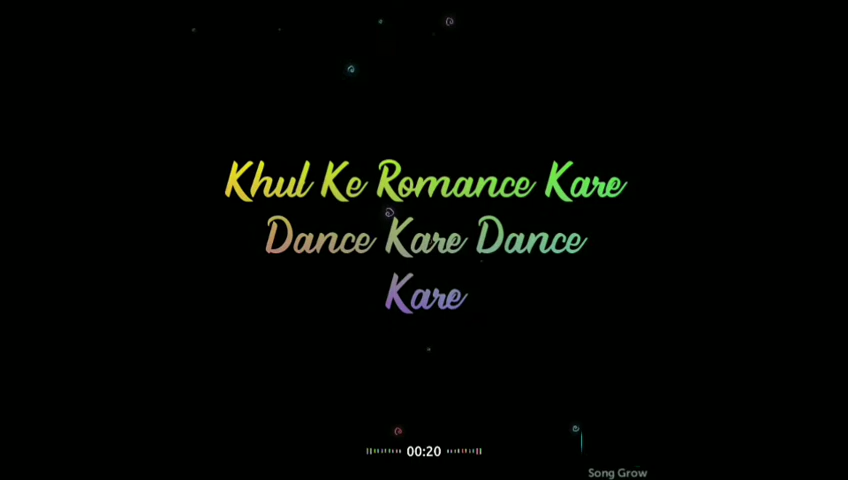 Khul Ke Romance Kare
Dance Kare Dance
Kare
00:20
Song Grow